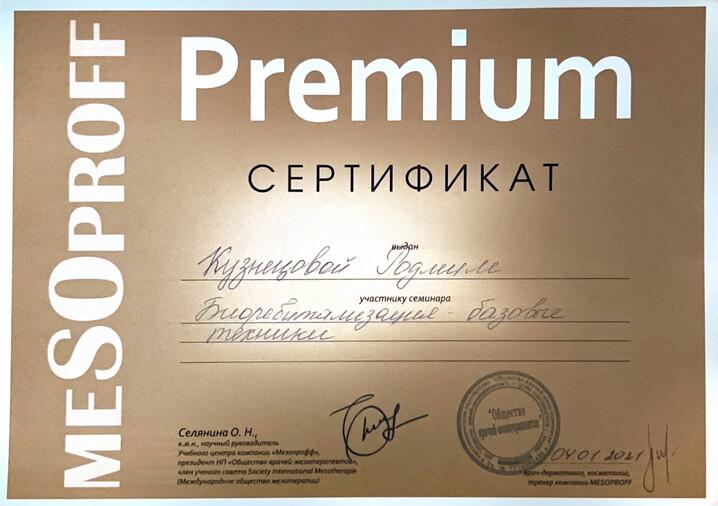 MESOPROFF
Premium
СЕРТИФИКАТ
выдан
Кузнецовой Родмиле
участнику семинара
Биоревитализация - базовые
техники
Селянина О. Н.,
к.м.н., научный руководитель
Учебного центра компании «Мезопрофф»,
президент НП «Общество врачей-мезотерапевтов»,
член ученого совета Society International Mesotherapie
(Международное общество мезотерапии)
"Общество
врачей-мезотерапевтов"
04 01 2021
врач-дерматолог, косметолог,
тренер компании MESOPROFF